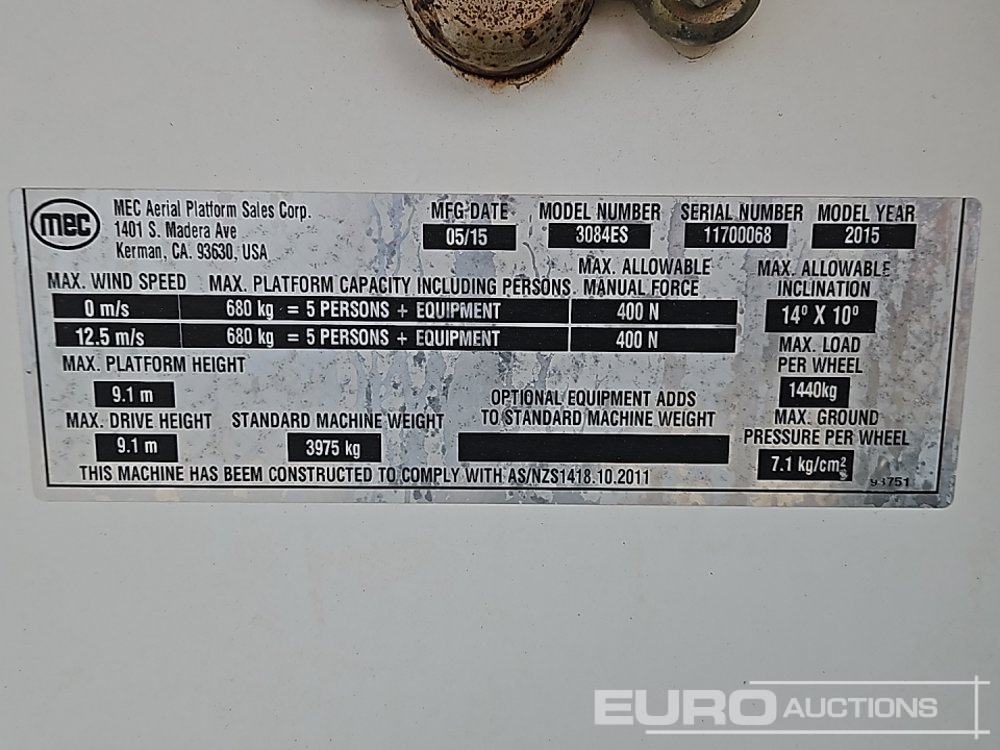 mec
MEC Aerial Platform Sales Corp.
1401 S. Madera Ave
Kerman, CA. 93630, USA
MFG DATE MODEL NUMBER SERIAL NUMBER MODEL YEAR
05/15 3084ES 11700068 2015
MAX. WIND SPEED MAX. PLATFORM CAPACITY INCLUDING PERSONS MAX. ALLOWABLE MANUAL FORCE
0 m/s 680 kg = 5 PERSONS + EQUIPMENT 400 N
12.5 m/s 680 kg = 5 PERSONS + EQUIPMENT 400 N
MAX. ALLOWABLE
INCLINATION
14º X 10º
MAX. PLATFORM HEIGHT
9.1 m
MAX. LOAD
PER WHEEL
1440kg
MAX. DRIVE HEIGHT
9.1 m
STANDARD MACHINE WEIGHT
3975 kg
OPTIONAL EQUIPMENT ADDS
TO STANDARD MACHINE WEIGHT
MAX. GROUND
PRESSURE PER WHEEL
7.1 kg/cm²
THIS MACHINE HAS BEEM CONSTRUCTED TO COMPLY WITH AS/NZS1418.10.2011
EURO AUCTIONS